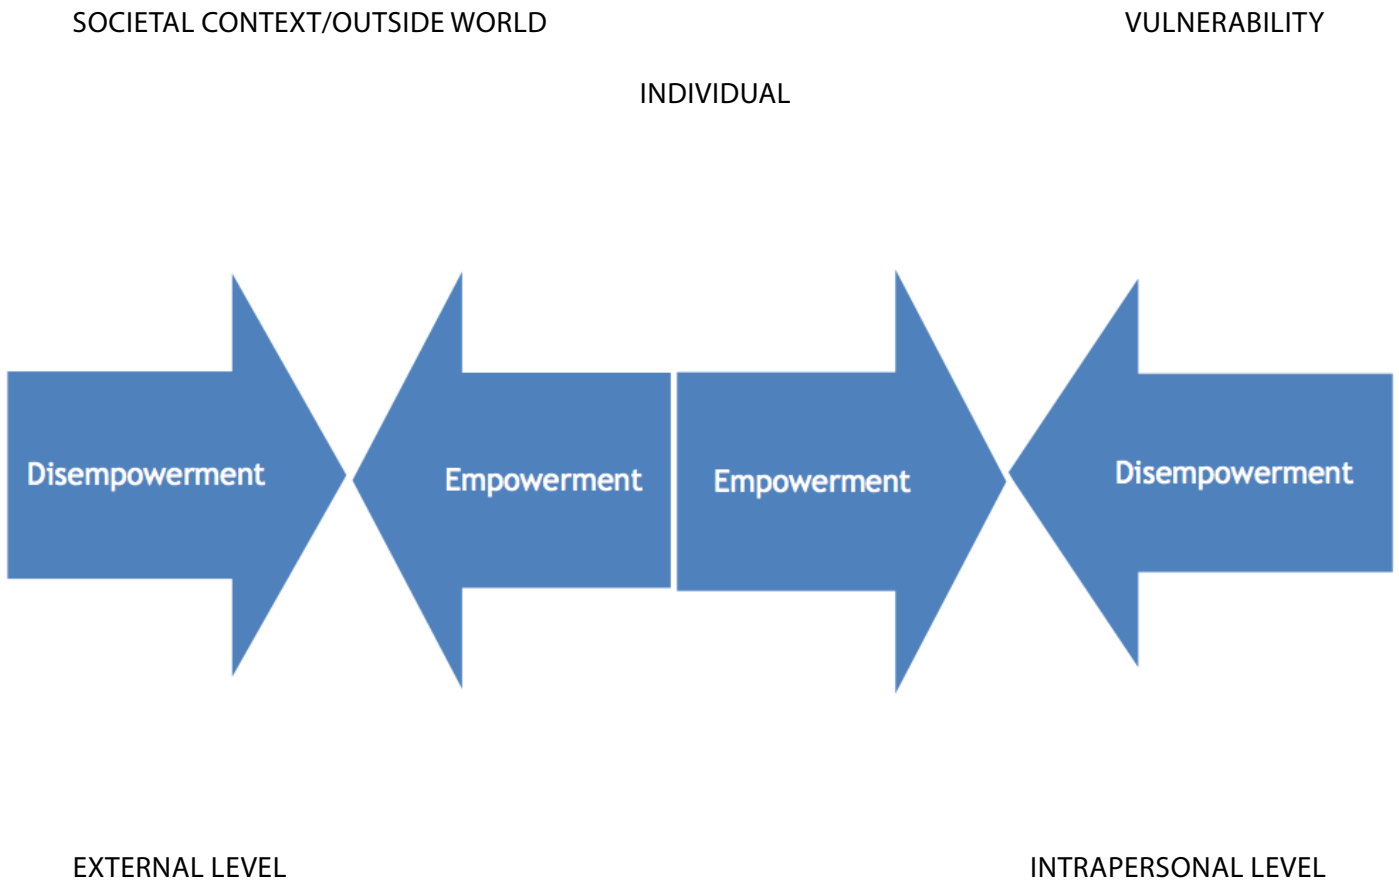 SOCIETAL CONTEXT/OUTSIDE WORLD
VULNERABILITY
INDIVIDUAL
Disempowerment
Empowerment
Empowerment
Disempowerment
EXTERNAL LEVEL
INTRAPERSONAL LEVEL